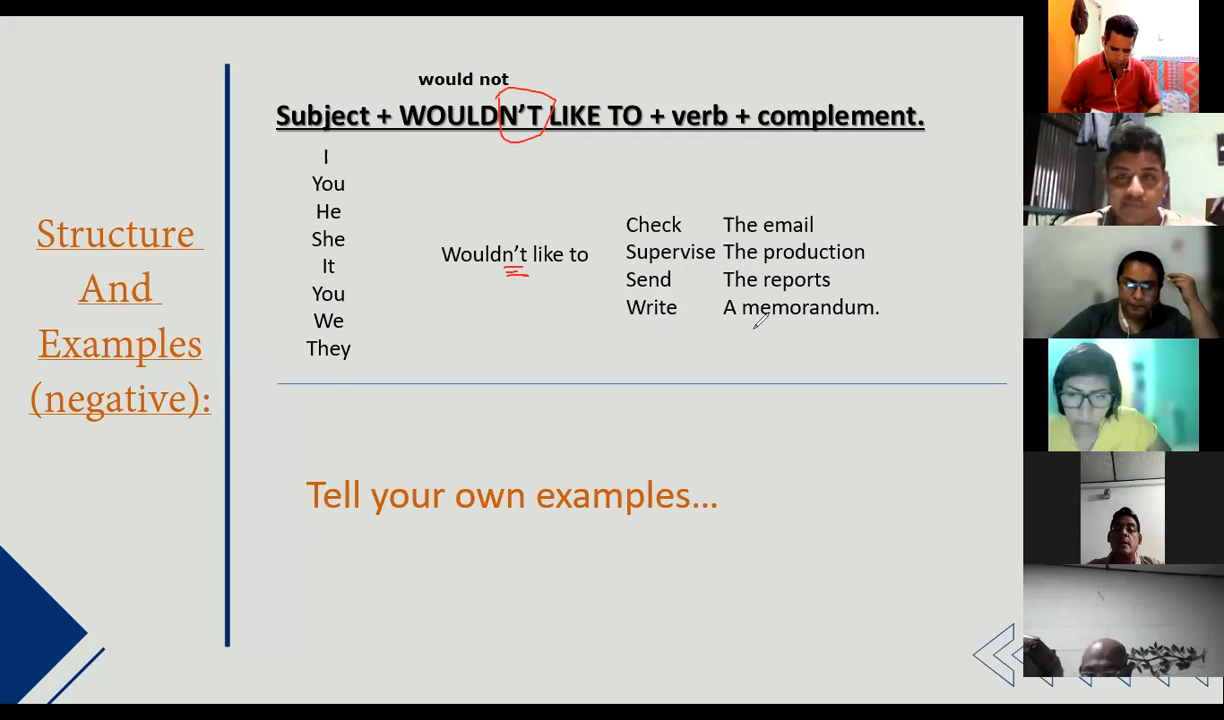 would not
Subject + WOULDN’T LIKE TO + verb + complement.
Structure
And
Examples
(negative):
I
You
He
She
It
You
We
They
Wouldn’t like to
Check The email
Supervise The production
Send The reports
Write A memorandum.
Tell your own examples...